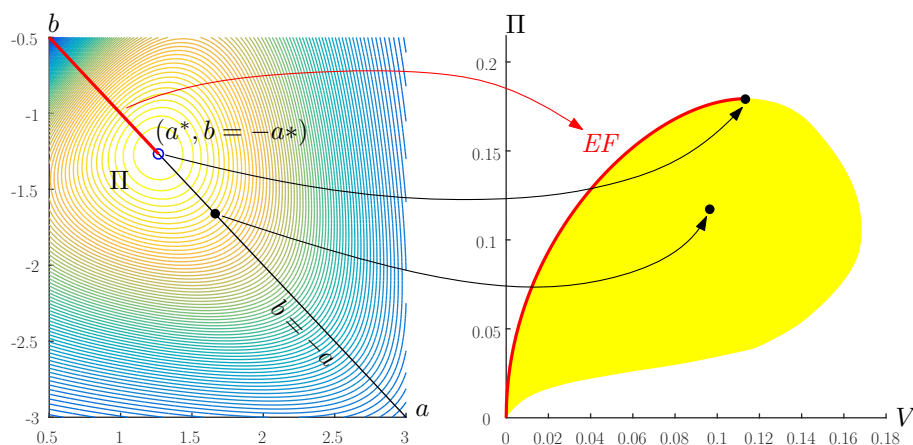 b
-0.5
-1
-1.5
-2
-2.5
-3
0.5 1 1.5 2 2.5 3
a
(a*, b = −a*)
Π
b = −a
EF
Π
0.2
0.15
0.1
0.05
0
0 0.02 0.04 0.06 0.08 0.1 0.12 0.14 0.16 0.18
V